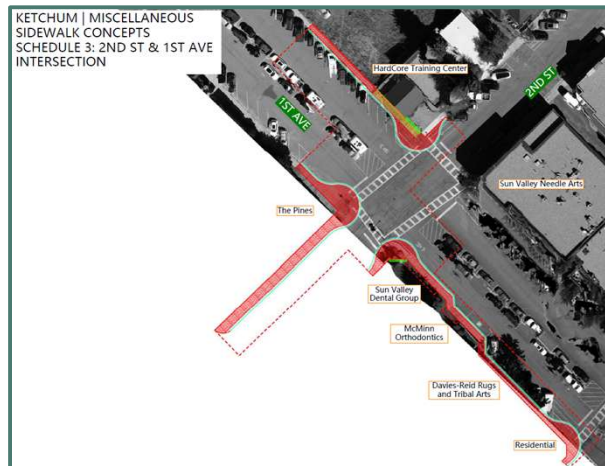 KETCHUM | MISCELLANEOUS
SIDEWALK CONCEPTS
SCHEDULE 3: 2ND ST & 1ST AVE
INTERSECTION
HardCore Training Center
2ND ST
1ST AVE
Sun Valley Needle Arts
The Pines
Sun Valley
Dental Group
McMinn
Orthodontics
Davies-Reid Rugs
and Tribal Arts
Residential